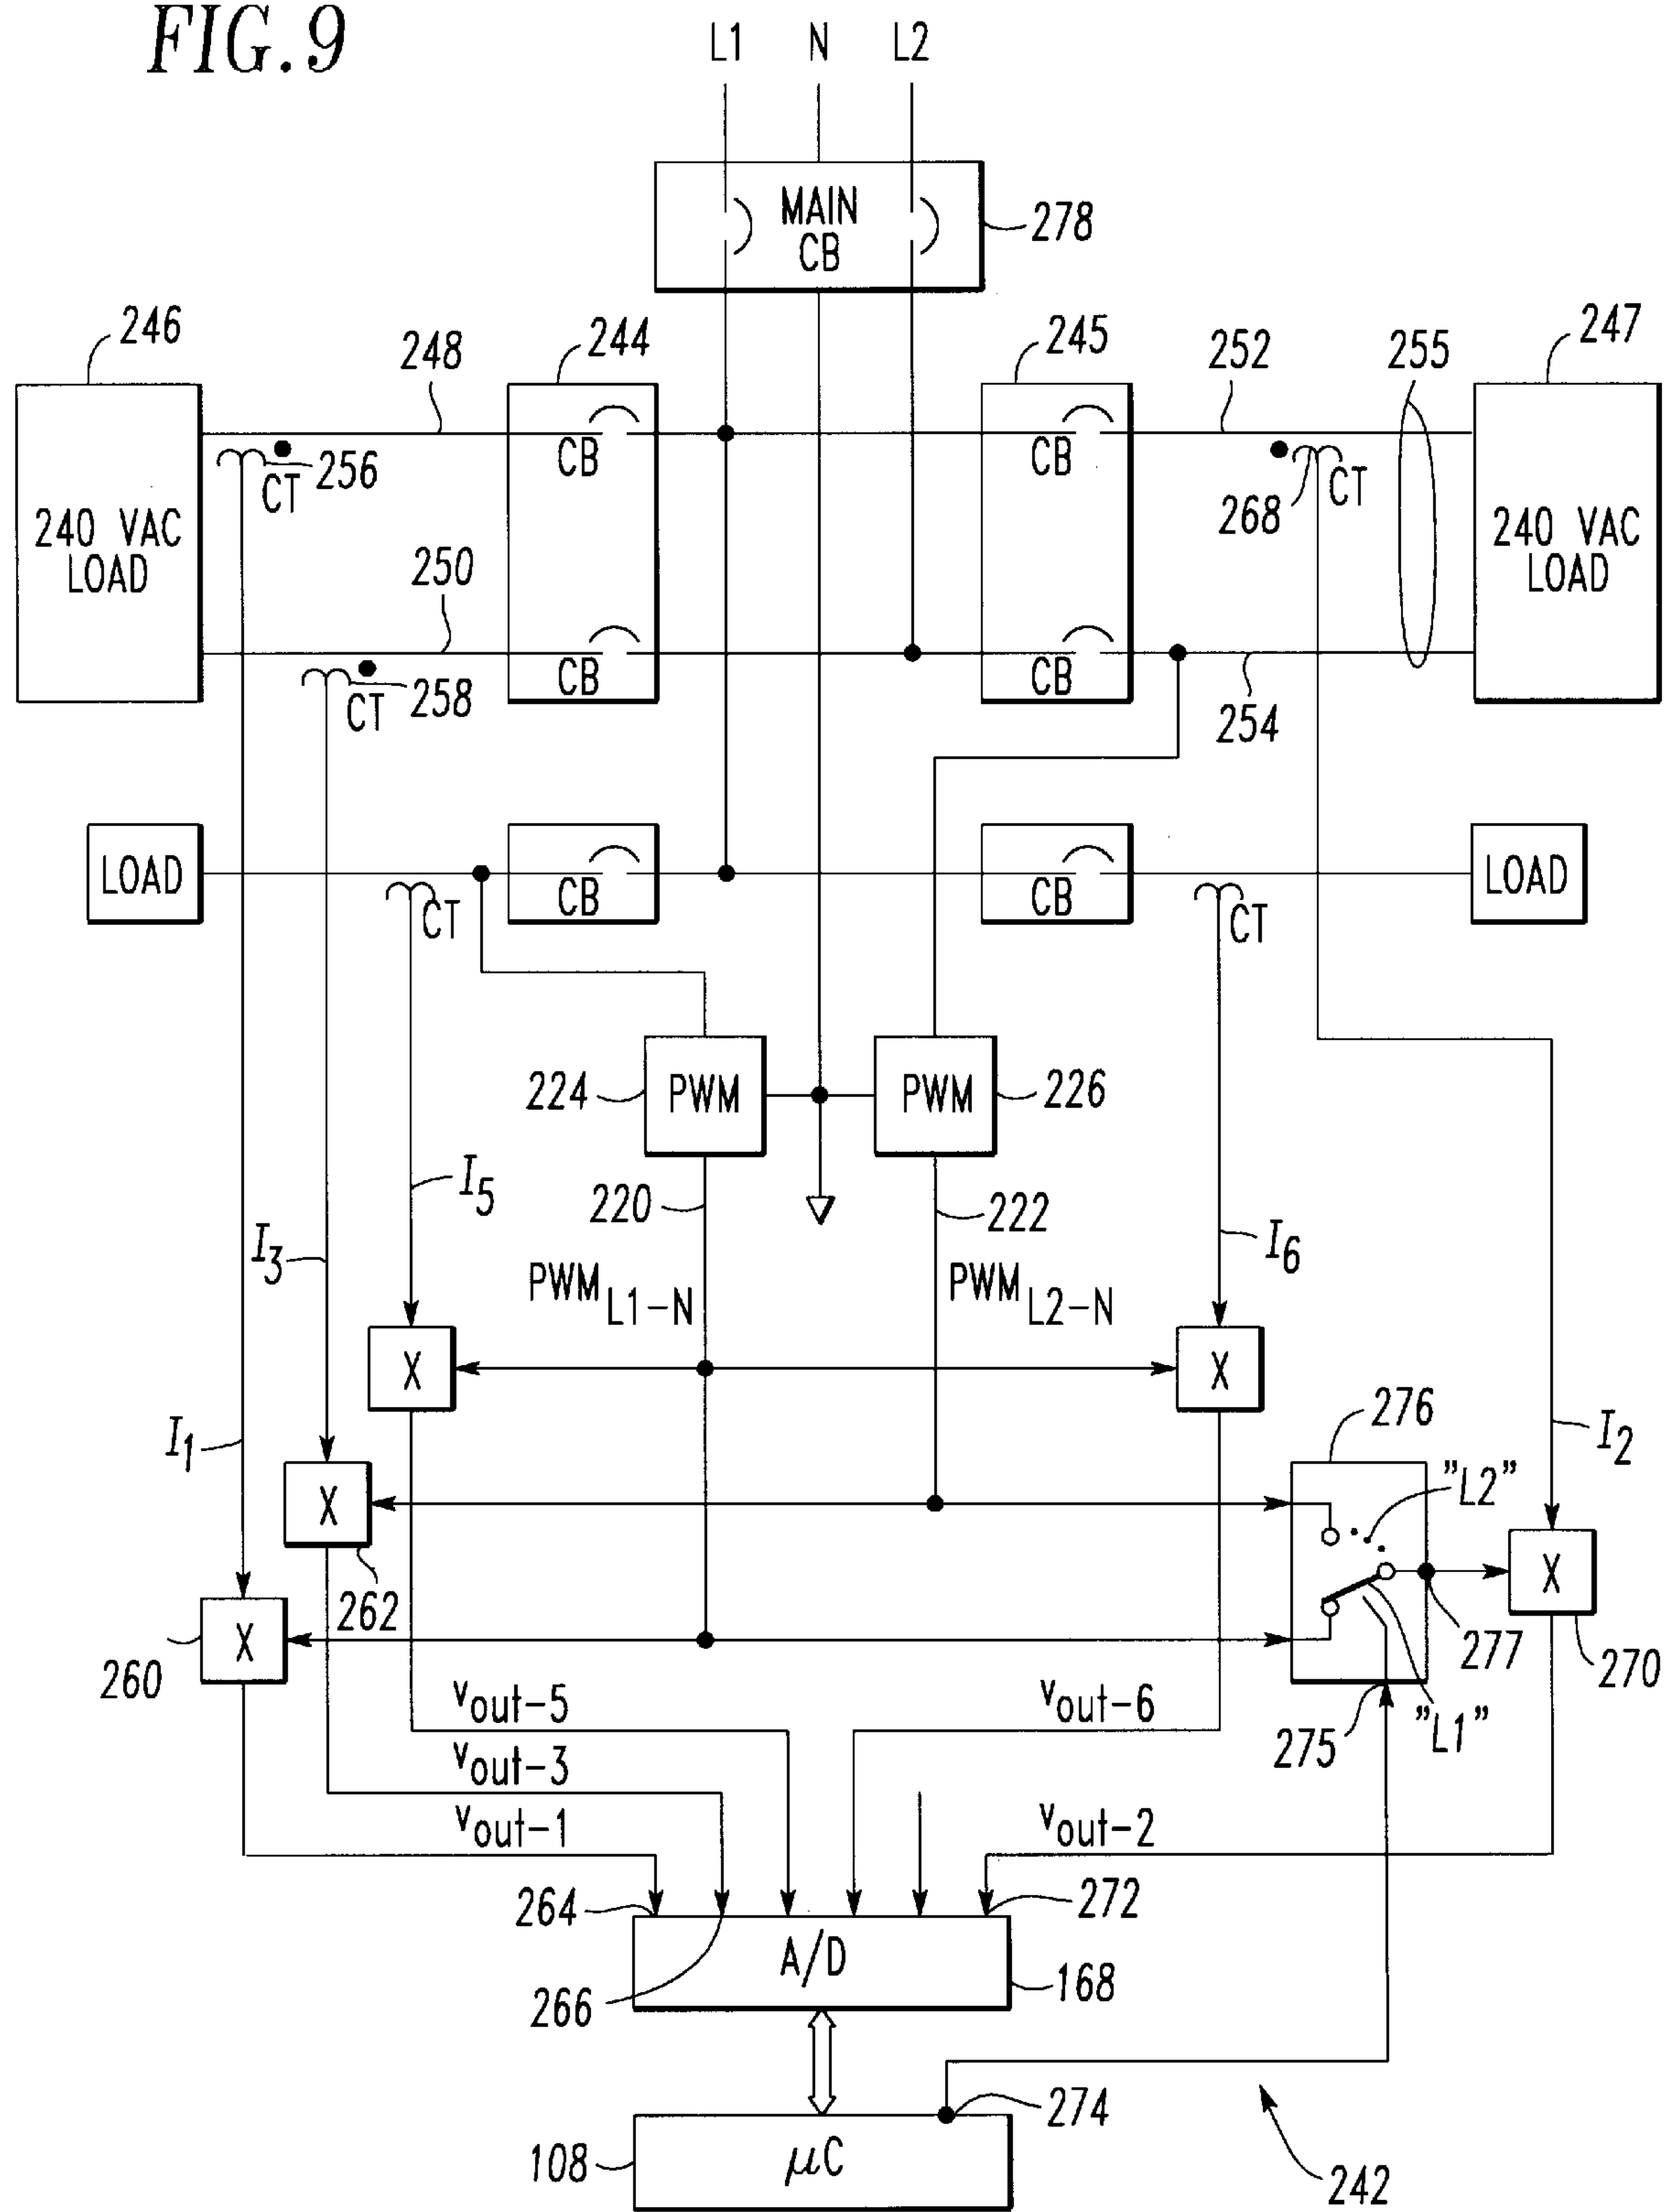 FIG. 9
L1 N L2
MAIN
CB
278
246
248
244
245
252
255
247
CB
CB
256
CT
268
CT
240 VAC
LOAD
240 VAC
LOAD
250
CB
CB
258
CT
254
LOAD
CB
CB
LOAD
CT
CT
224
PWM
PWM
226
I5
220
222
I3
I6
PWM L1-N
PWM L2-N
X
X
276
I1
I2
"L2"
X
X
262
277
260
X
270
275
"L1"
Vout-5
Vout-6
Vout-3
Vout-1
Vout-2
264
272
A/D
266
168
274
108
μC
242